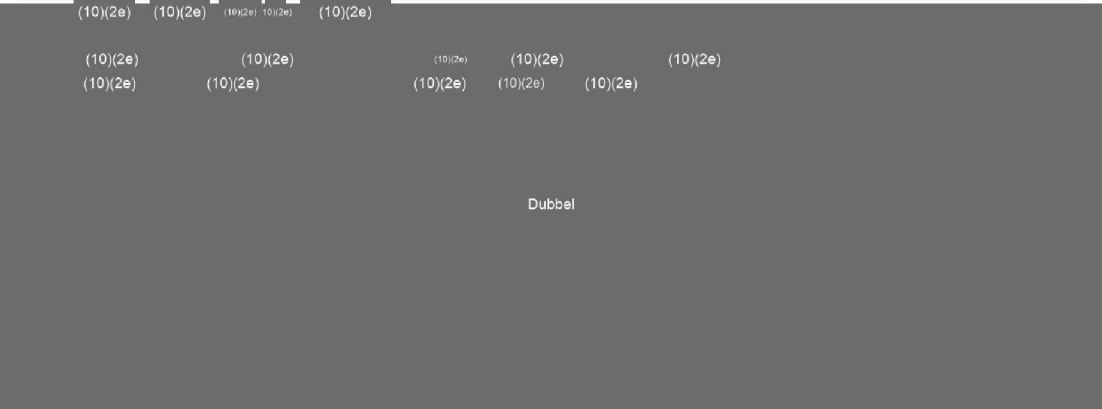 (10)(2e) (10)(2e) (10)(2e) 10)(2e) (10)(2e)
(10)(2e) (10)(2e) (10)(2e) (10)(2e) (10)(2e)
(10)(2e) (10)(2e) (10)(2e) (10)(2e) (10)(2e)
Dubbel